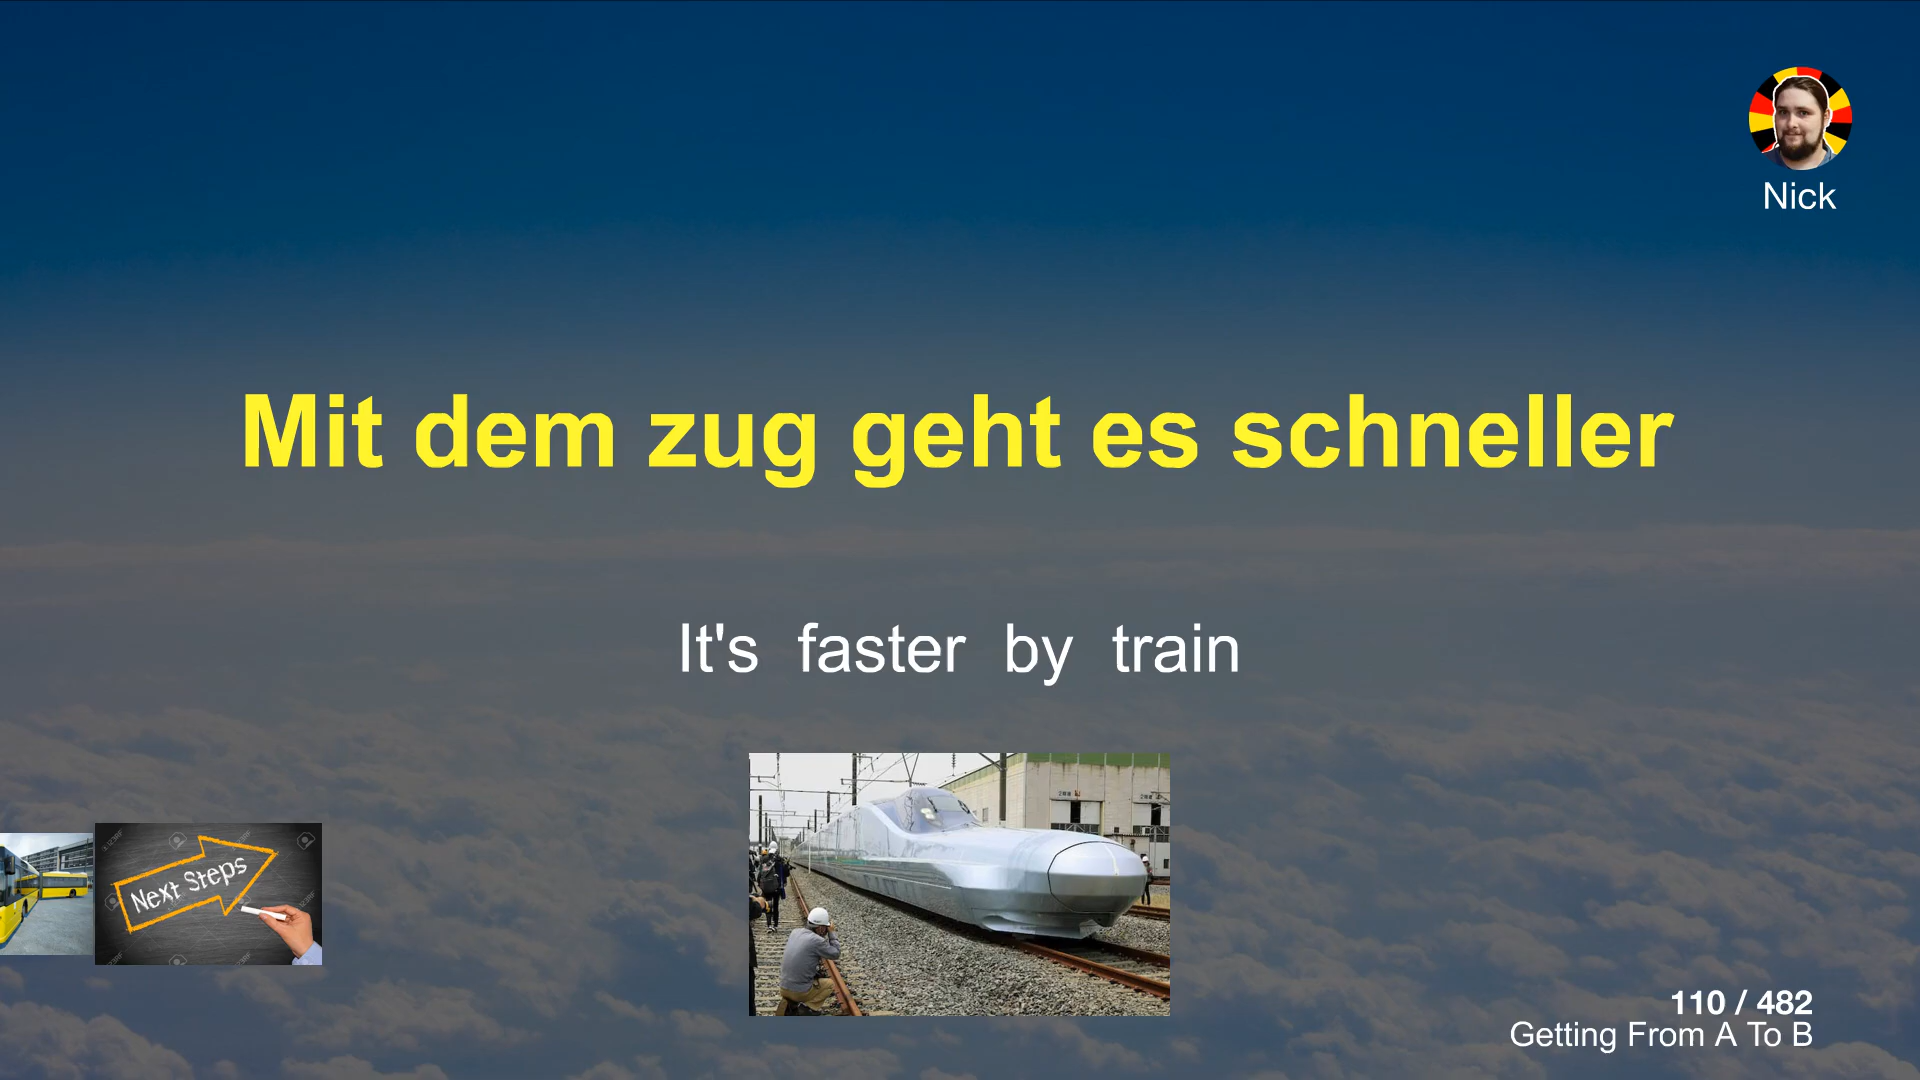 Nick
Mit dem zug geht es schneller
It's faster by train
Next Steps
110 / 482
Getting From A To B